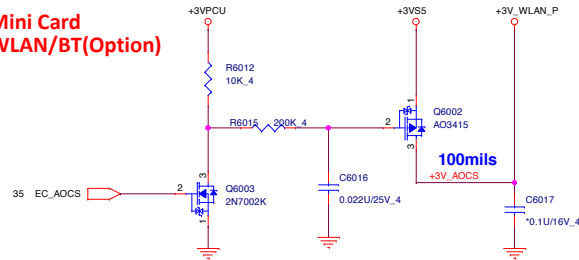 Mini Card
WLAN/BT(Option)
+3VPCU
+3VS5
+3V_WLAN_P
R6012
10K_4
R6015
200K_4
1
Q6002
AO3415
2
3
100mils
+3V_AOCS
3
Q6003
2N7002K
2
1
35
EC_AOCS
C6016
0.022U/25V_4
C6017
*0.1U/16V_4